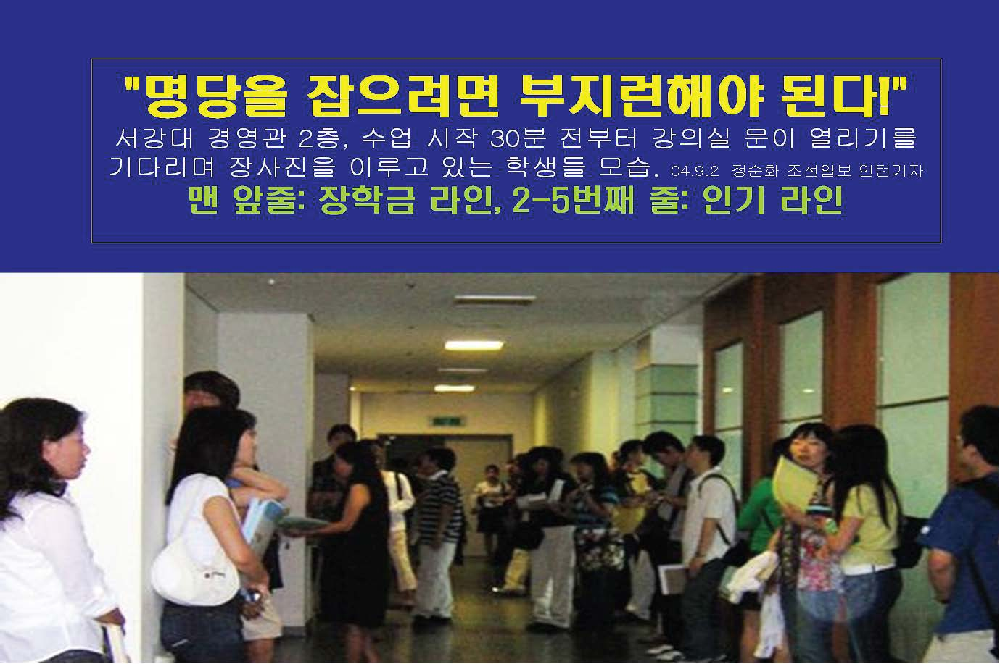 "명당을 잡으려면 부지런해야 된다!"
서강대 경영관 2층, 수업 시작 30분 전부터 강의실 문이 열리기를
기다리며 장사진을 이루고 있는 학생들 모습. 04.9.2 정순화 조선일보 인턴기자
맨 앞줄: 장학금 라인, 2-5번째 줄: 인기 라인